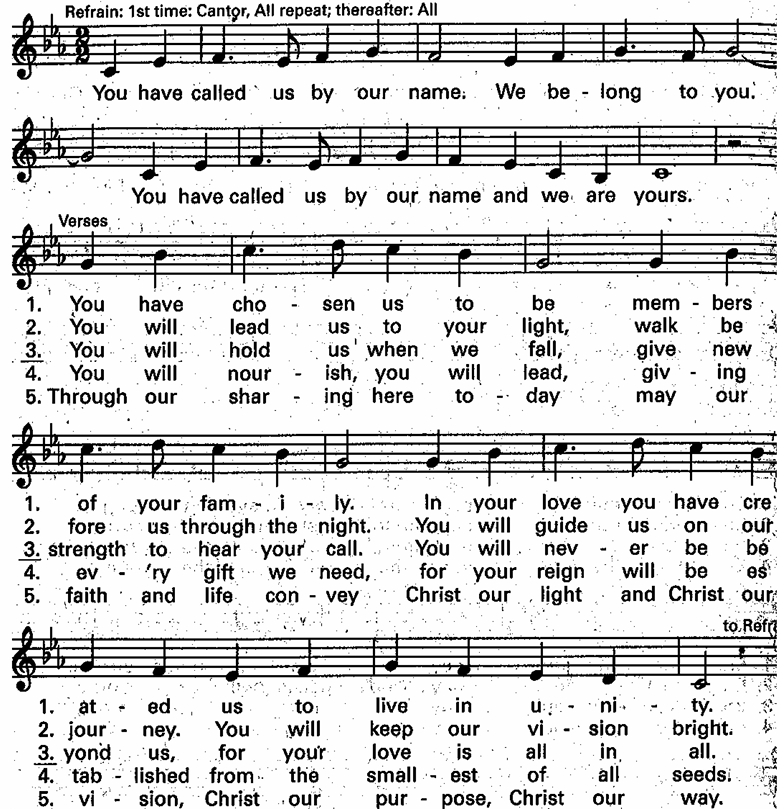 Refrain: 1st time: Cantor, All repeat; thereafter: All
2
2
You have called us by our name. We be - long to you.
You have called us by our name and we are yours.
Verses
1. You have cho - sen us to be mem - bers
2. You will lead us to your light, walk be -
3. You will hold us when we fall, give new
4. You will nour - ish, you will lead, giv - ing
5. Through our shar - ing here to - day may our
1. of your fam - i - ly. In your love you have cre
2. fore us through the night. You will guide us on our
3. strength to hear your call. You will nev - er be be
4. ev - 'ry gift we need, for your reign will be es
5. faith and life con - vey Christ our light and Christ our
to Refr
1. at - ed us to live in u - ni - ty.
2. jour - ney. You will keep our vi - sion bright.
3. yond us, for your love is all in all.
4. tab - lished from the small - est of all seeds.
5. vi - sion, Christ our pur - pose, Christ our way.